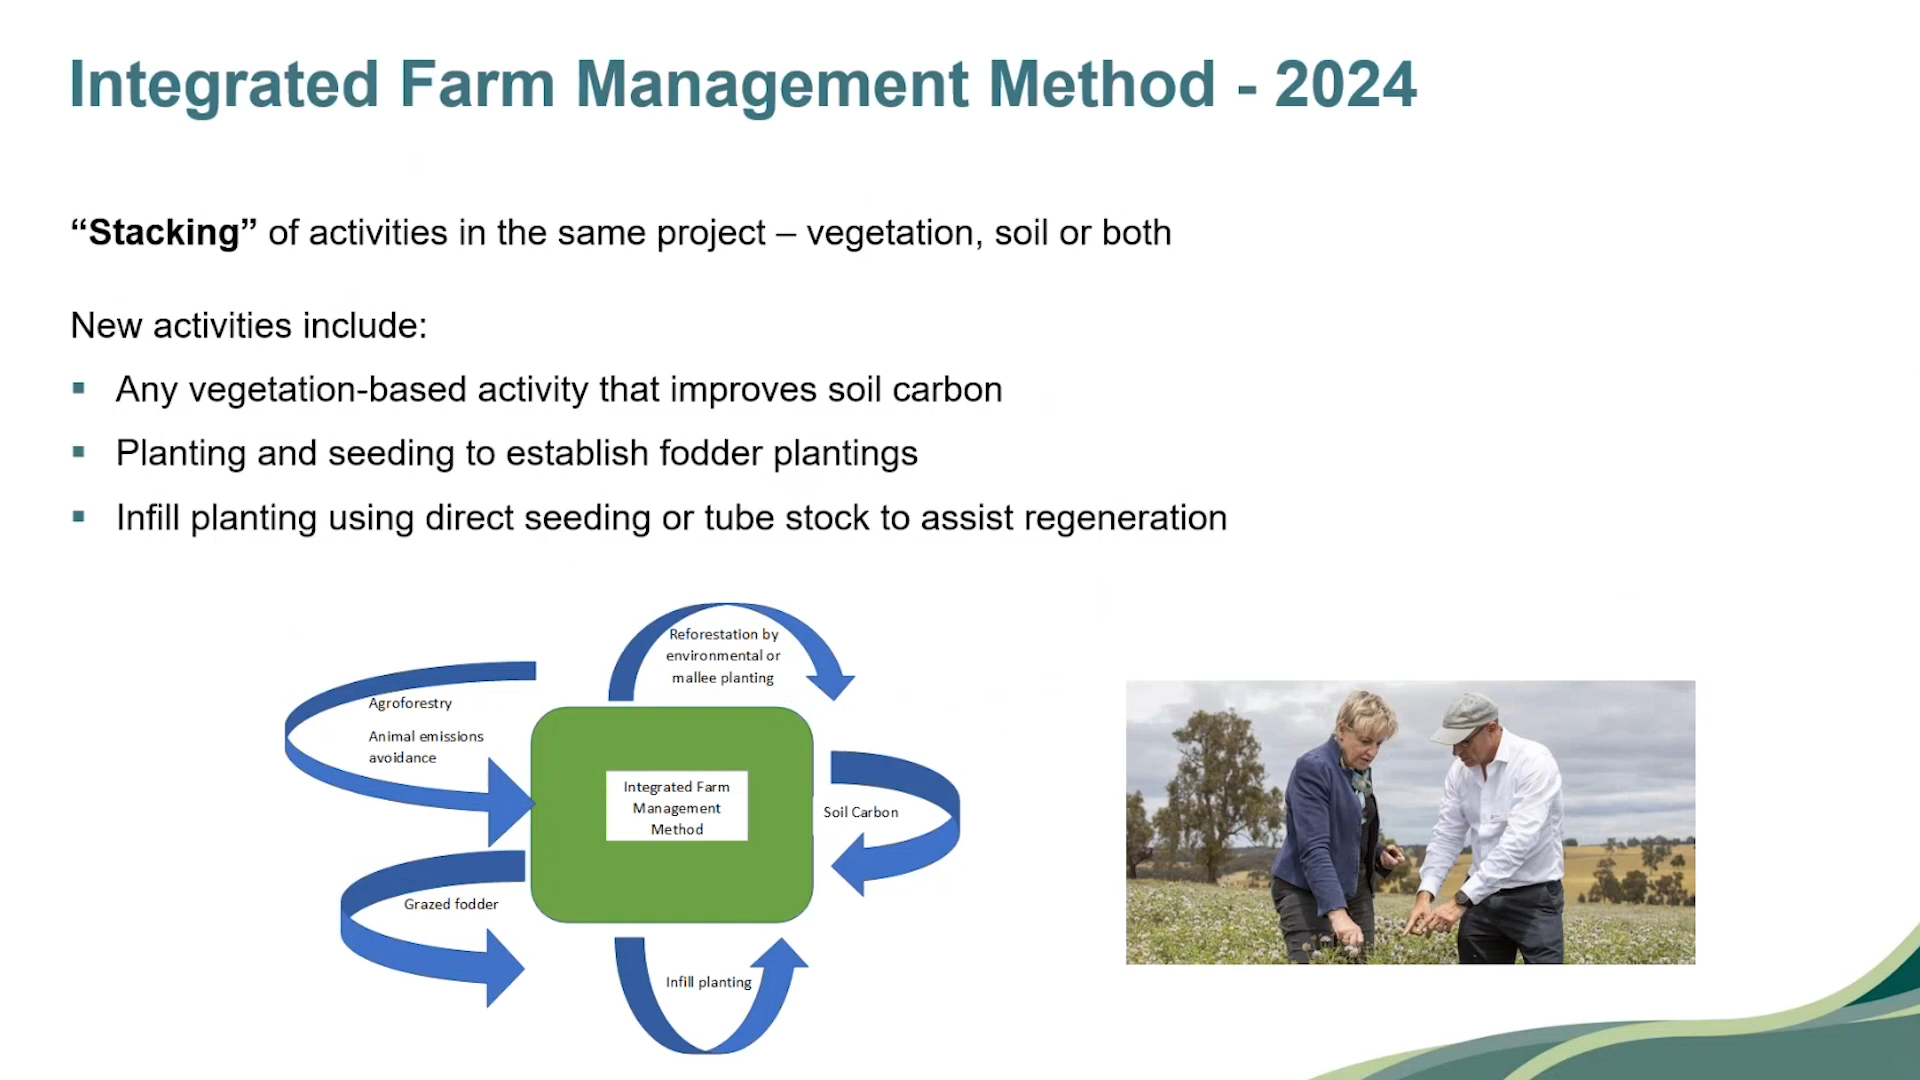 Integrated Farm Management Method - 2024
“Stacking” of activities in the same project – vegetation, soil or both
New activities include:
▪ Any vegetation-based activity that improves soil carbon
▪ Planting and seeding to establish fodder plantings
▪ Infill planting using direct seeding or tube stock to assist regeneration
Reforestation by
environmental or
mallee planting
Agroforestry
Animal emissions
avoidance
Integrated Farm
Management
Method
Soil Carbon
Grazed fodder
Infill planting